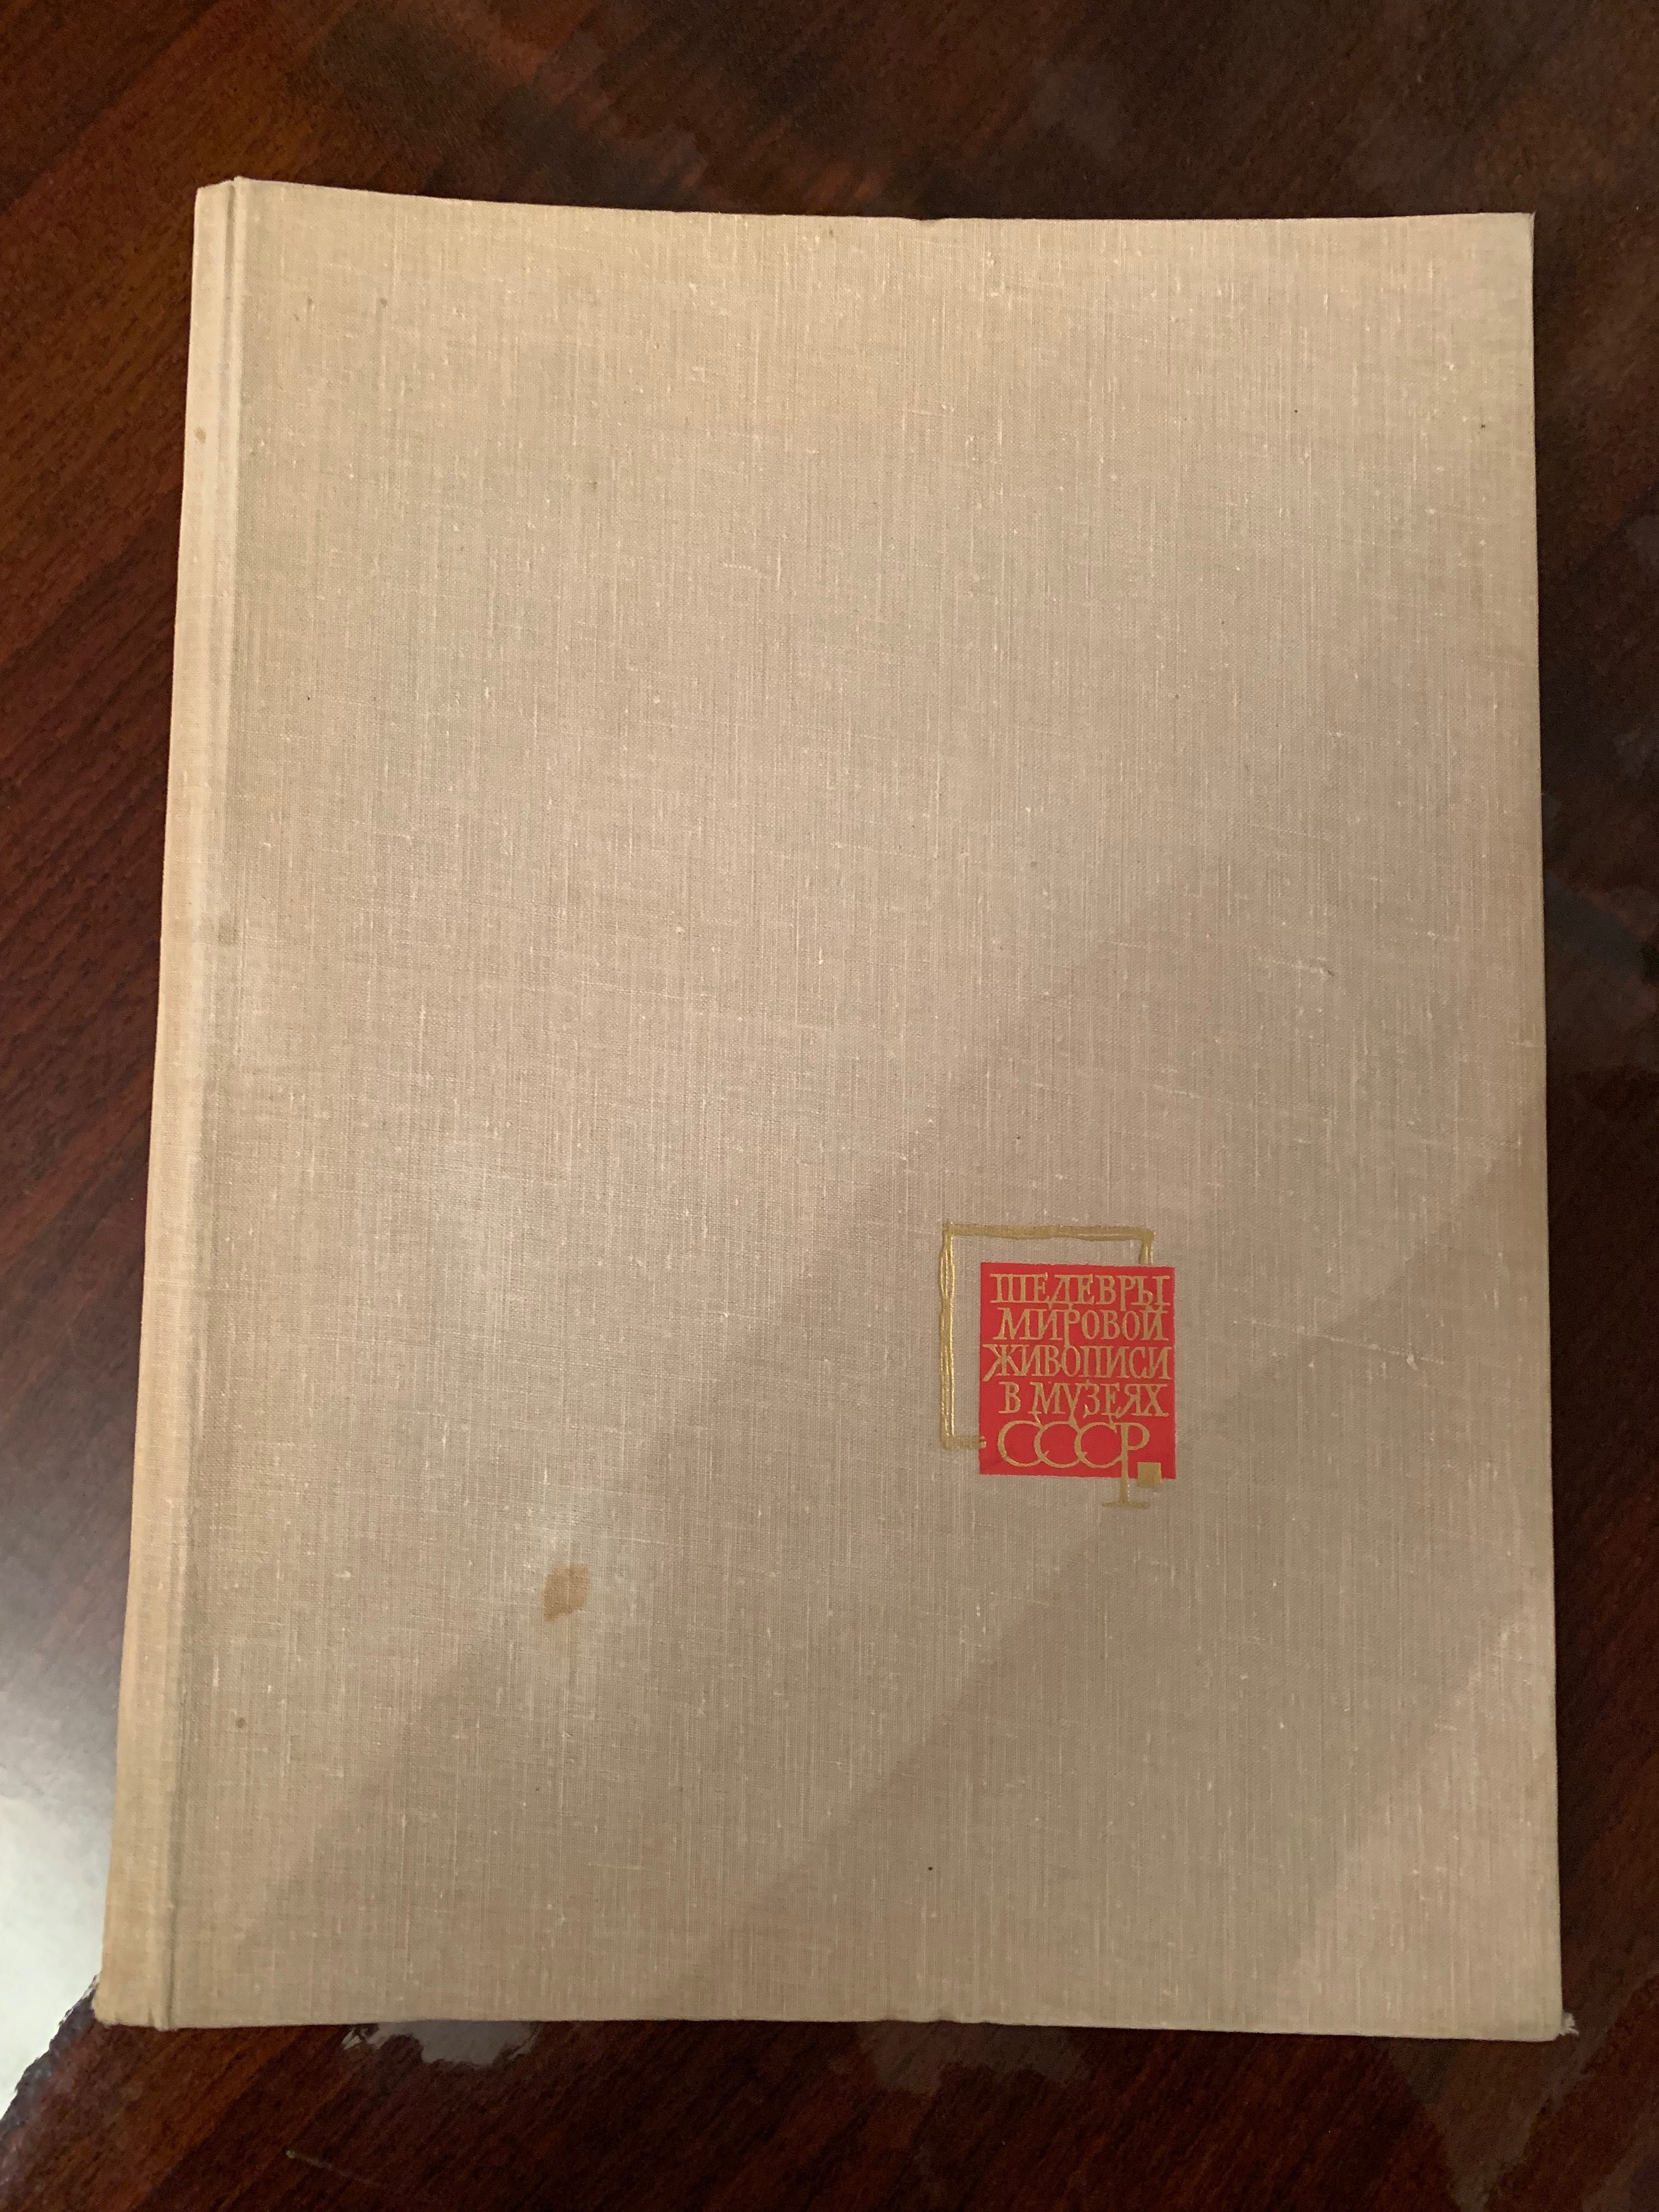 ШЕДЕВРЫ
МИРОВОЙ
ЖИВОПИСИ
В МУЗЕЯХ
СССР